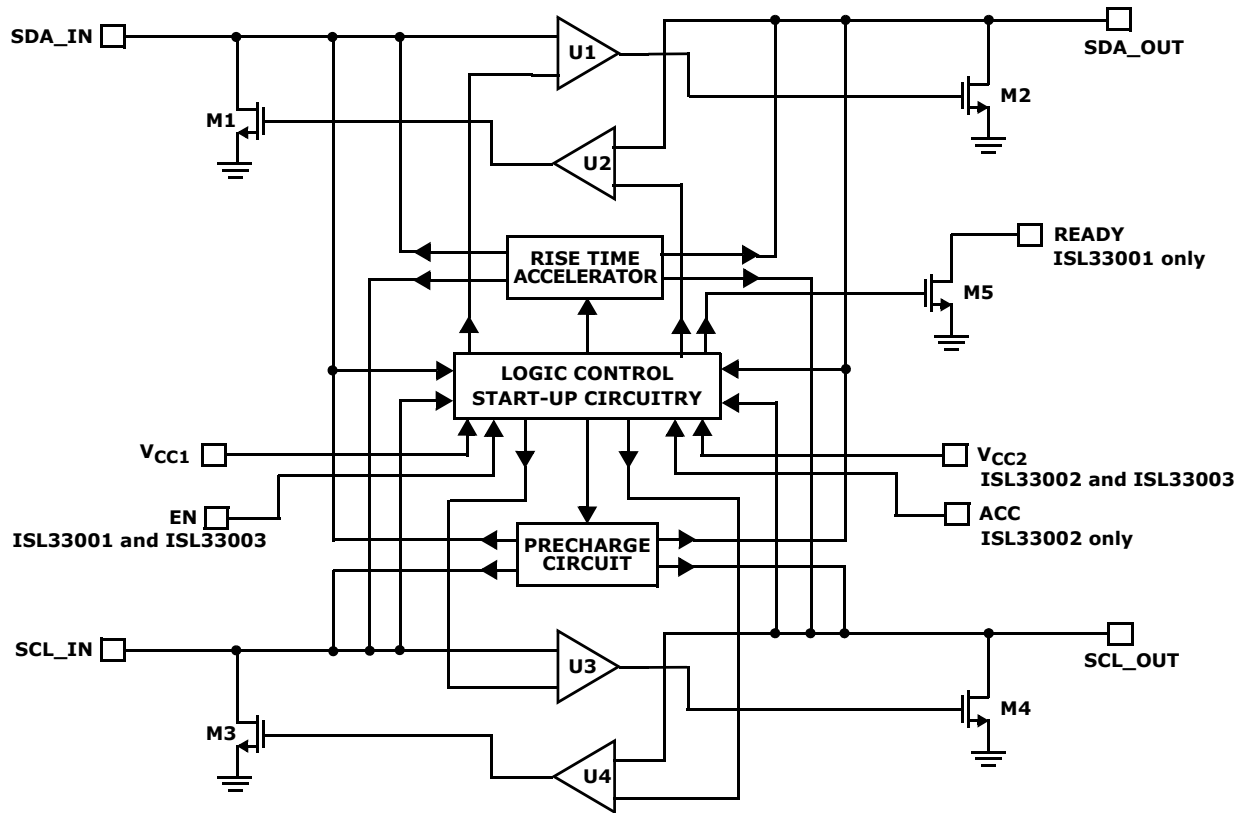 SDA_IN
U1
SDA_OUT
M1
M2
U2
READY
ISL33001 only
RISE TIME
ACCELERATOR
M5
LOGIC CONTROL
START-UP CIRCUITRY
VCC1
VCC2
ISL33002 and ISL33003
EN
ISL33001 and ISL33003
ACC
ISL33002 only
PRECHARGE
CIRCUIT
SCL_IN
U3
SCL_OUT
M3
M4
U4